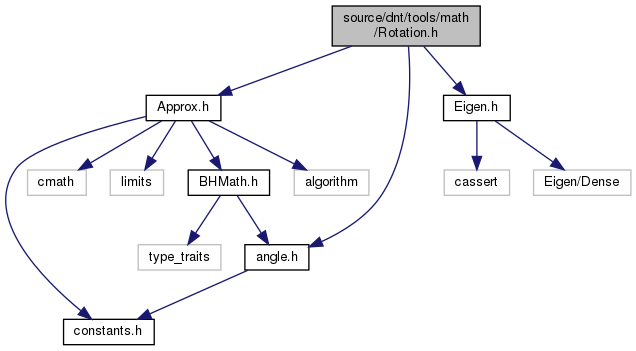 source/dnt/tools/math
/Rotation.h
Approx.h
Eigen.h
cmath
limits
BHMath.h
algorithm
cassert
Eigen/Dense
type_traits
angle.h
constants.h